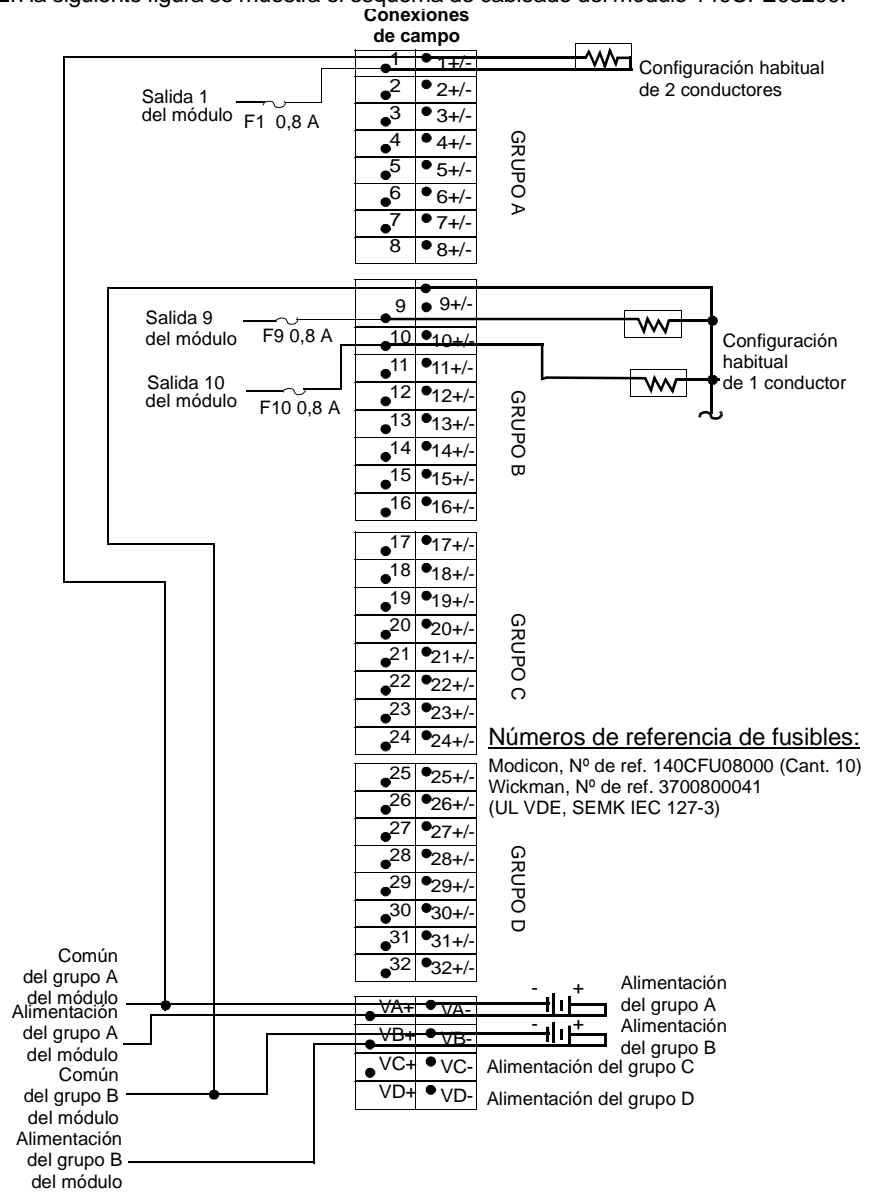 Conexiones
de campo
1 1+/-
2 2+/-
3 3+/-
4 4+/-
5 5+/-
6 6+/-
7 7+/-
8 8+/-
GRUPO A
Salida 1
del módulo
F1 0,8 A
Configuración habitual
de 2 conductores
9 9+/-
10 10+/-
11 11+/-
12 12+/-
13 13+/-
14 14+/-
15 15+/-
16 16+/-
GRUPO B
Salida 9
del módulo
F9 0,8 A
Salida 10
del módulo
F10 0,8 A
Configuración
habitual
de 1 conductor
17 17+/-
18 18+/-
19 19+/-
20 20+/-
21 21+/-
22 22+/-
23 23+/-
24 24+/-
GRUPO C
Números de referencia de fusibles:
Modicon, Nº de ref. 140CFU08000 (Cant. 10)
Wickman, Nº de ref. 3700800041
(UL VDE, SEMK IEC 127-3)
25 25+/-
26 26+/-
27 27+/-
28 28+/-
29 29+/-
30 30+/-
31 31+/-
32 32+/-
GRUPO D
Común
del grupo A
del módulo
Alimentación
del grupo A
del módulo
Común
del grupo B
del módulo
Alimentación
del grupo B
del módulo
VA+ VA-
VB+ VB-
VC+ VC-
VD+ VD-
- +
Alimentación
del grupo A
- +
Alimentación
del grupo B
Alimentación del grupo C
Alimentación del grupo D